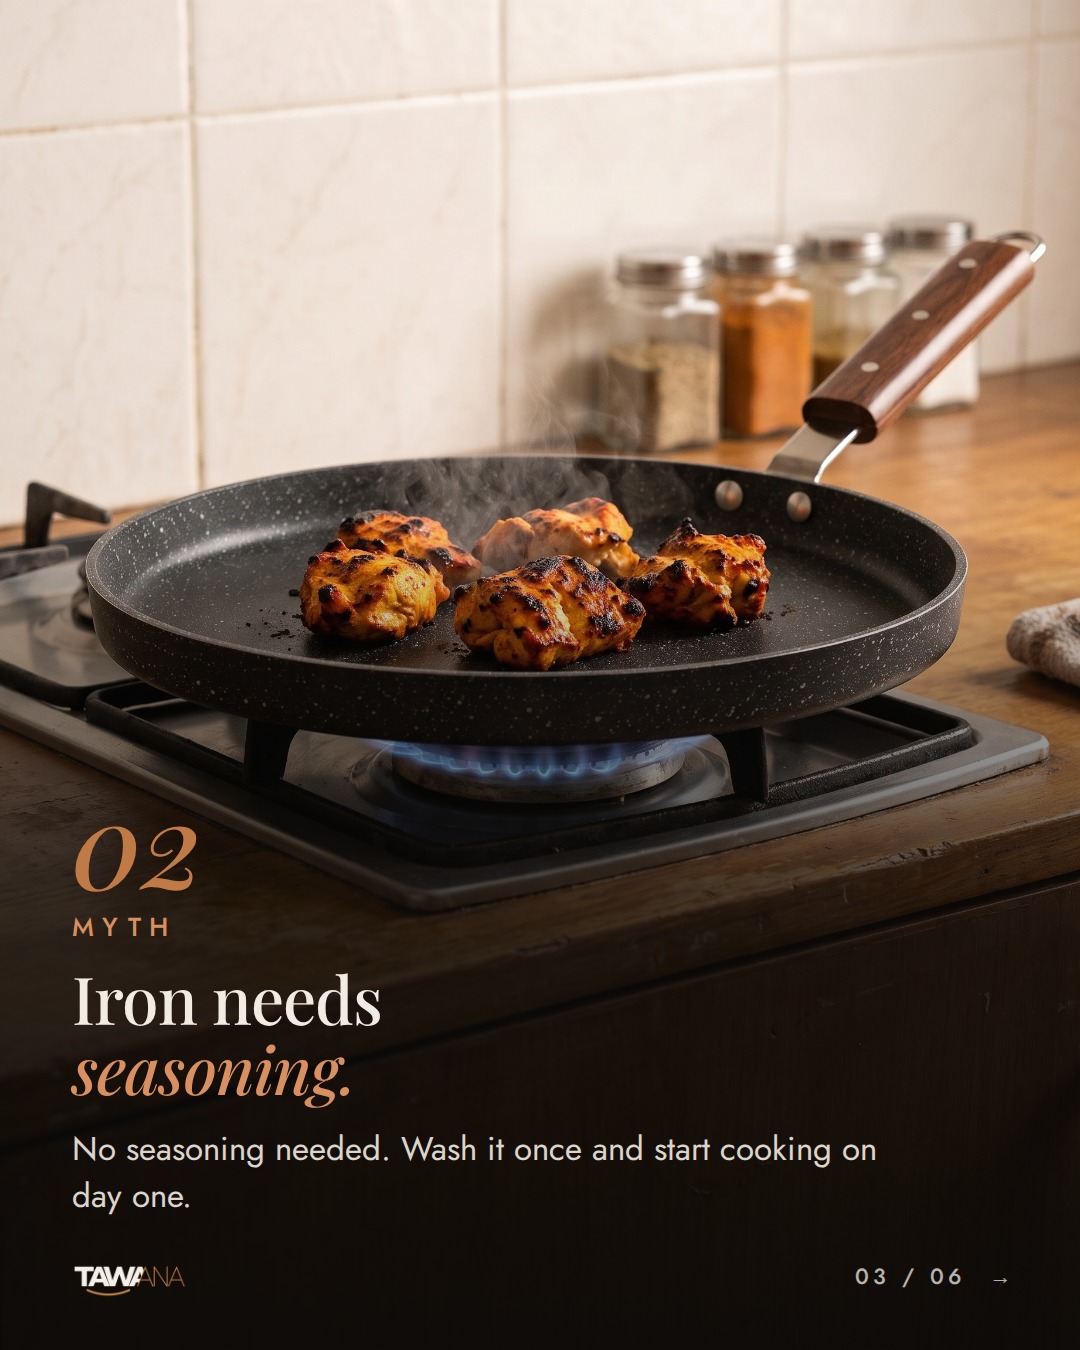 02
MYTH
Iron needs
seasoning.
No seasoning needed. Wash it once and start cooking on
day one.
TAWAANA
03 / 06 →